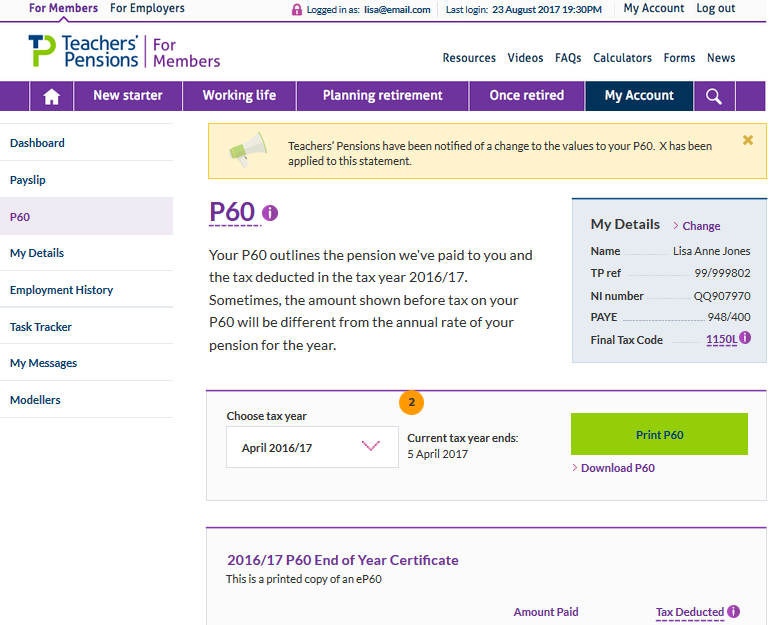 For Members For Employers Logged in as: lisa@email.com Last login: 23 August 2017 19:30PM My Account Log out
TP Teachers' Pensions For Members
Resources Videos FAQs Calculators Forms News
New starter Working life Planning retirement Once retired My Account
Dashboard
Payslip
P60
My Details
Employment History
Task Tracker
My Messages
Modellers
Teachers' Pensions have been notified of a change to the values to your P60. X has been
applied to this statement.
P60 i
Your P60 outlines the pension we've paid to you and
the tax deducted in the tax year 2016/17.
Sometimes, the amount shown before tax on your
P60 will be different from the annual rate of your
pension for the year.
My Details > Change
Name Lisa Anne Jones
TP ref 99/999802
NI number QQ907970
PAYE 948/400
Final Tax Code 1150L i
2
Choose tax year
April 2016/17
Current tax year ends:
5 April 2017
Print P60
> Download P60
2016/17 P60 End of Year Certificate
This is a printed copy of an eP60
Amount Paid Tax Deducted i